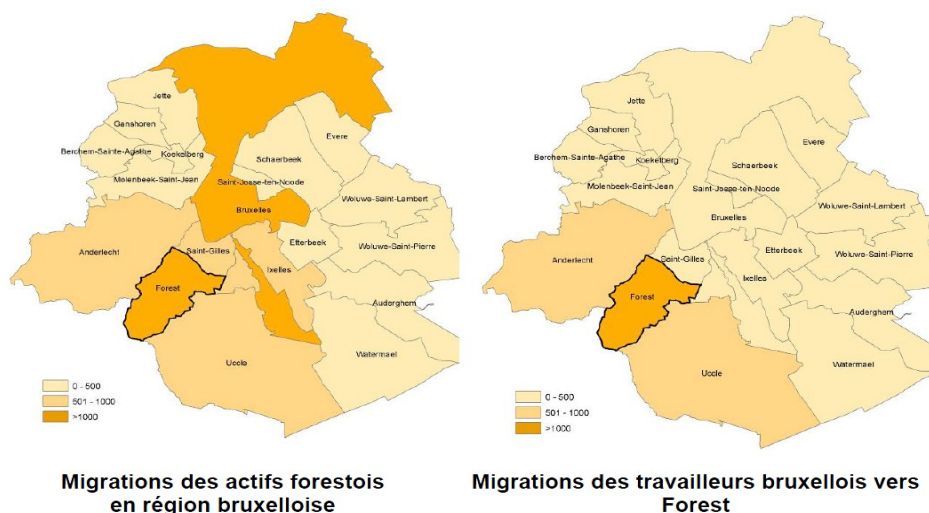 Jette
Ganshoren
Evere
Berchem-Sainte-Agathe
Koekelberg
Schaerbeek
Molenbeek-Saint-Jean
Saint-Josse-ten-Noode
Woluwe-Saint-Lambert
Bruxelles
Etterbeek
Woluwe-Saint-Pierre
Anderlecht
Saint-Gilles
Ixelles
Forest
Auderghem
Watermael
Uccle
0 - 500
501 - 1000
>1000
Migrations des actifs forestois
en région bruxelloise
Jette
Ganshoren
Evere
Berchem-Sainte-Agathe
Koekelberg
Schaerbeek
Molenbeek-Saint-Jean
Saint-Josse-ten-Noode
Woluwe-Saint-Lambert
Bruxelles
Etterbeek
Woluwe-Saint-Pierre
Anderlecht
Saint-Gilles
Ixelles
Forest
Auderghem
Watermael
Uccle
0 - 500
501 - 1000
>1000
Migrations des travailleurs bruxellois vers
Forest